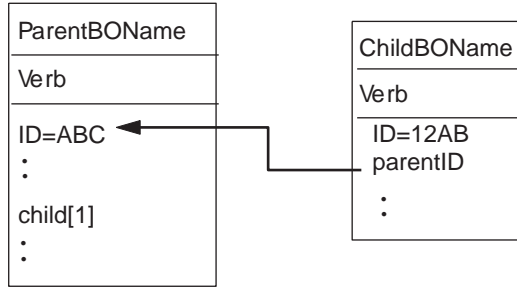 ParentBOName
Verb
ID=ABC
:
child[1]
:
ChildBOName
Verb
ID=12AB
parentID
: